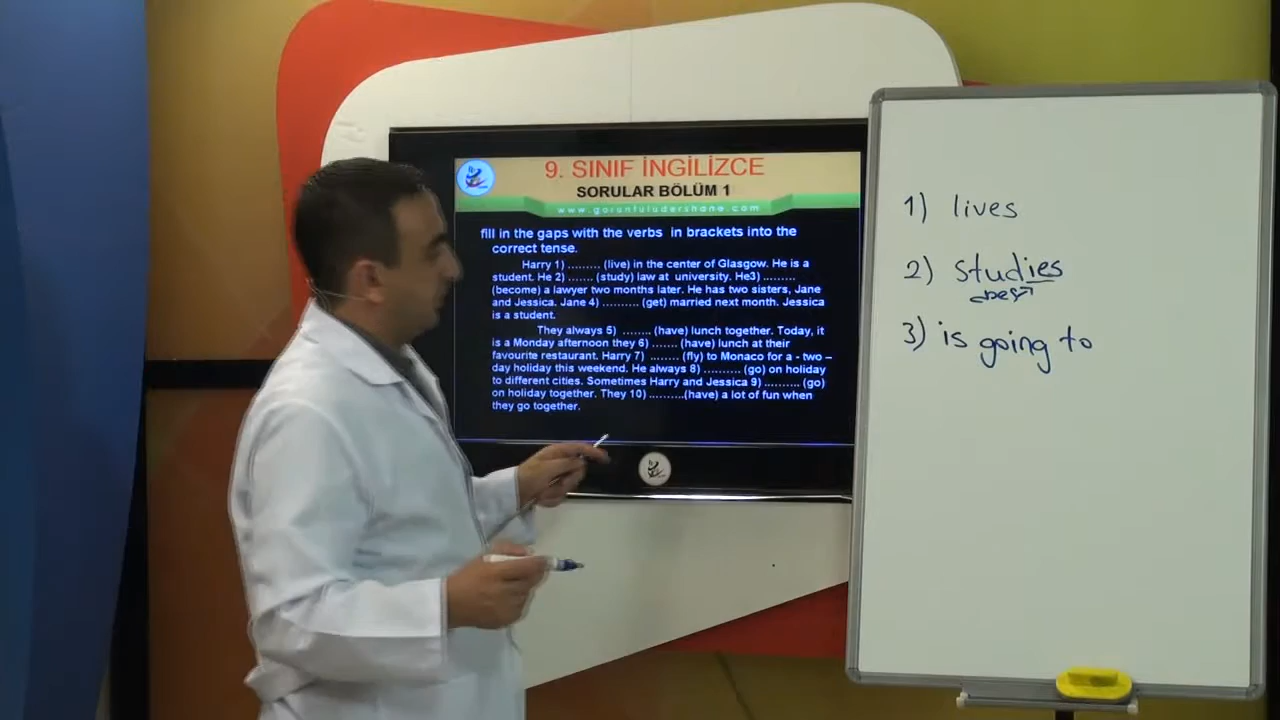 9. SINIF İNGİLİZCE
SORULAR BÖLÜM 1
www.goruntuludershane.com
fill in the gaps with the verbs in brackets into the
correct tense.
Harry 1) ......... (live) in the center of Glasgow. He is a
student. He 2) ....... (study) law at university. He3) .........
(become) a lawyer two months later. He has two sisters, Jane
and Jessica. Jane 4) .......... (get) married next month. Jessica
is a student.
They always 5) ........ (have) lunch together. Today, it
is a Monday afternoon they 6) ....... (have) lunch at their
favourite restaurant. Harry 7) ........ (fly) to Monaco for a - two –
day holiday this weekend. He always 8) .......... (go) on holiday
to different cities. Sometimes Harry and Jessica 9) .......... (go)
on holiday together. They 10) ..........(have) a lot of fun when
they go together.
1) lives
2) studies
3) is going to